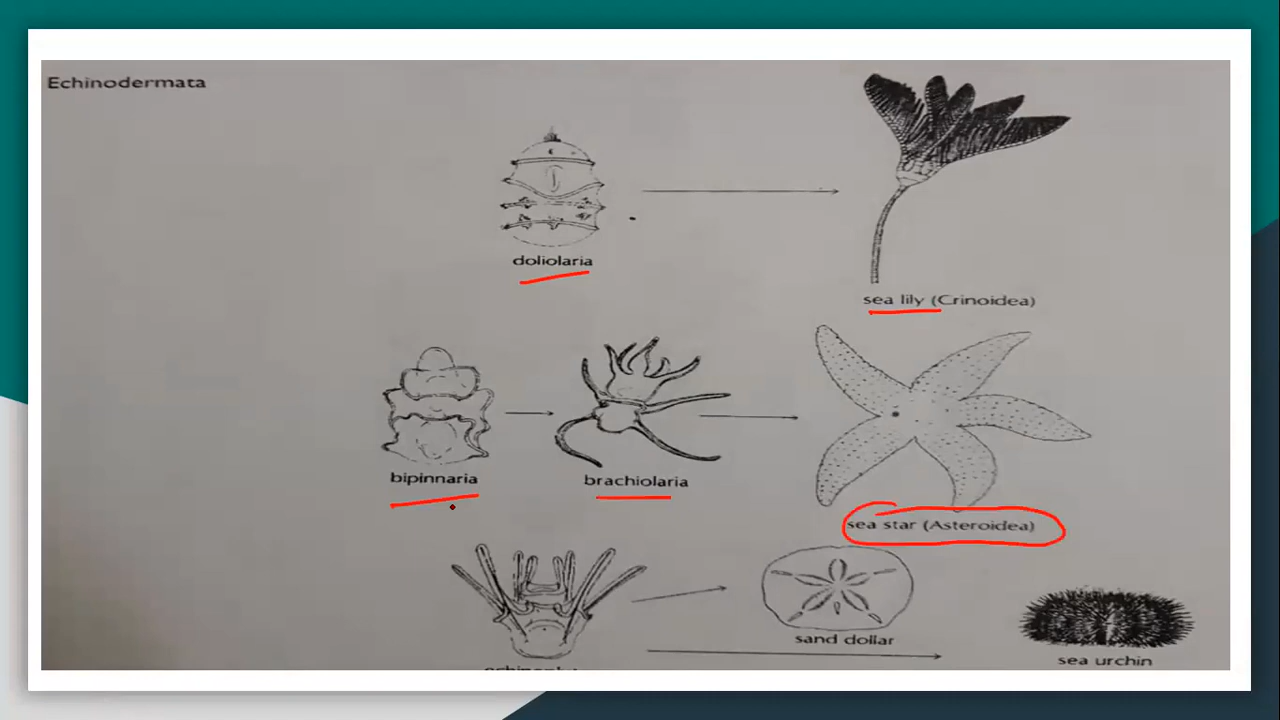 Echinodermata
doliolaria
sea lily (Crinoidea)
bipinnaria
brachiolaria
sea star (Asteroidea)
sand dollar
sea urchin